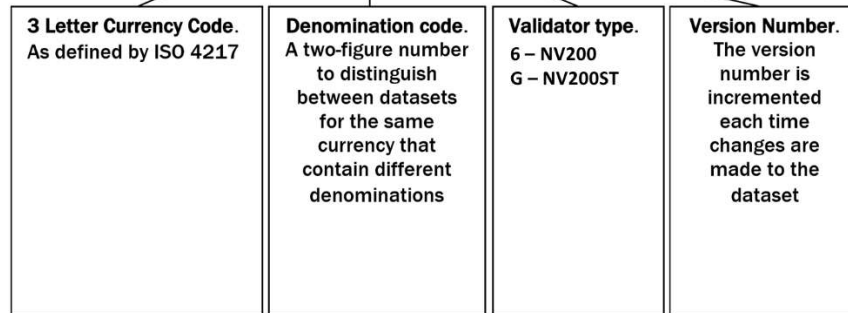 3 Letter Currency Code.
As defined by ISO 4217
Denomination code.
A two-figure number
to distinguish
between datasets
for the same
currency that
contain different
denominations
Validator type.
6 – NV200
G – NV200ST
Version Number.
The version
number is
incremented
each time
changes are
made to the
dataset